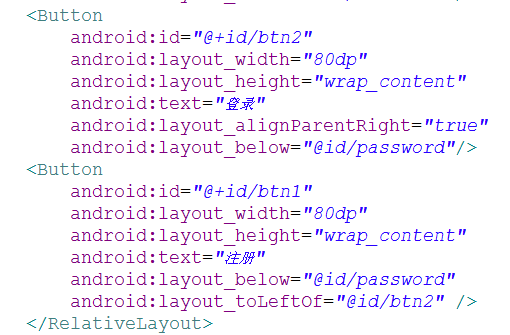 <Button
android:id="@+id/btn2"
android:layout_width="80dp"
android:layout_height="wrap_content"
android:text="登录"
android:layout_alignParentRight="true"
android:layout_below="@id/password"/>
<Button
android:id="@+id/btn1"
android:layout_width="80dp"
android:layout_height="wrap_content"
android:text="注册"
android:layout_below="@id/password"
android:layout_toLeftOf="@id/btn2" />
</RelativeLayout>